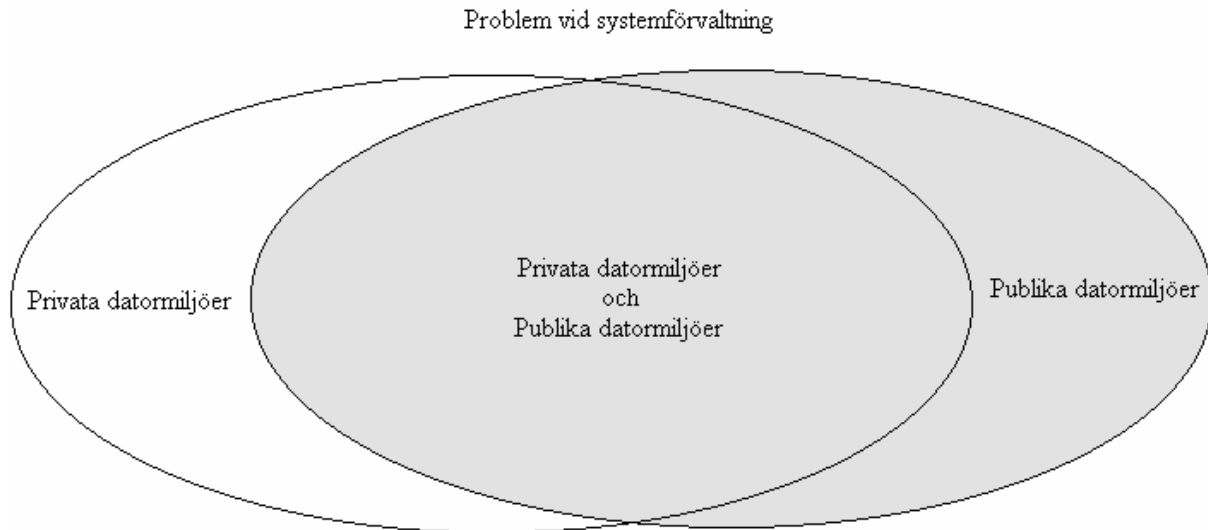 Problem vid systemförvaltning
Privata datormiljöer
Privata datormiljöer
och
Publika datormiljöer
Publika datormiljöer